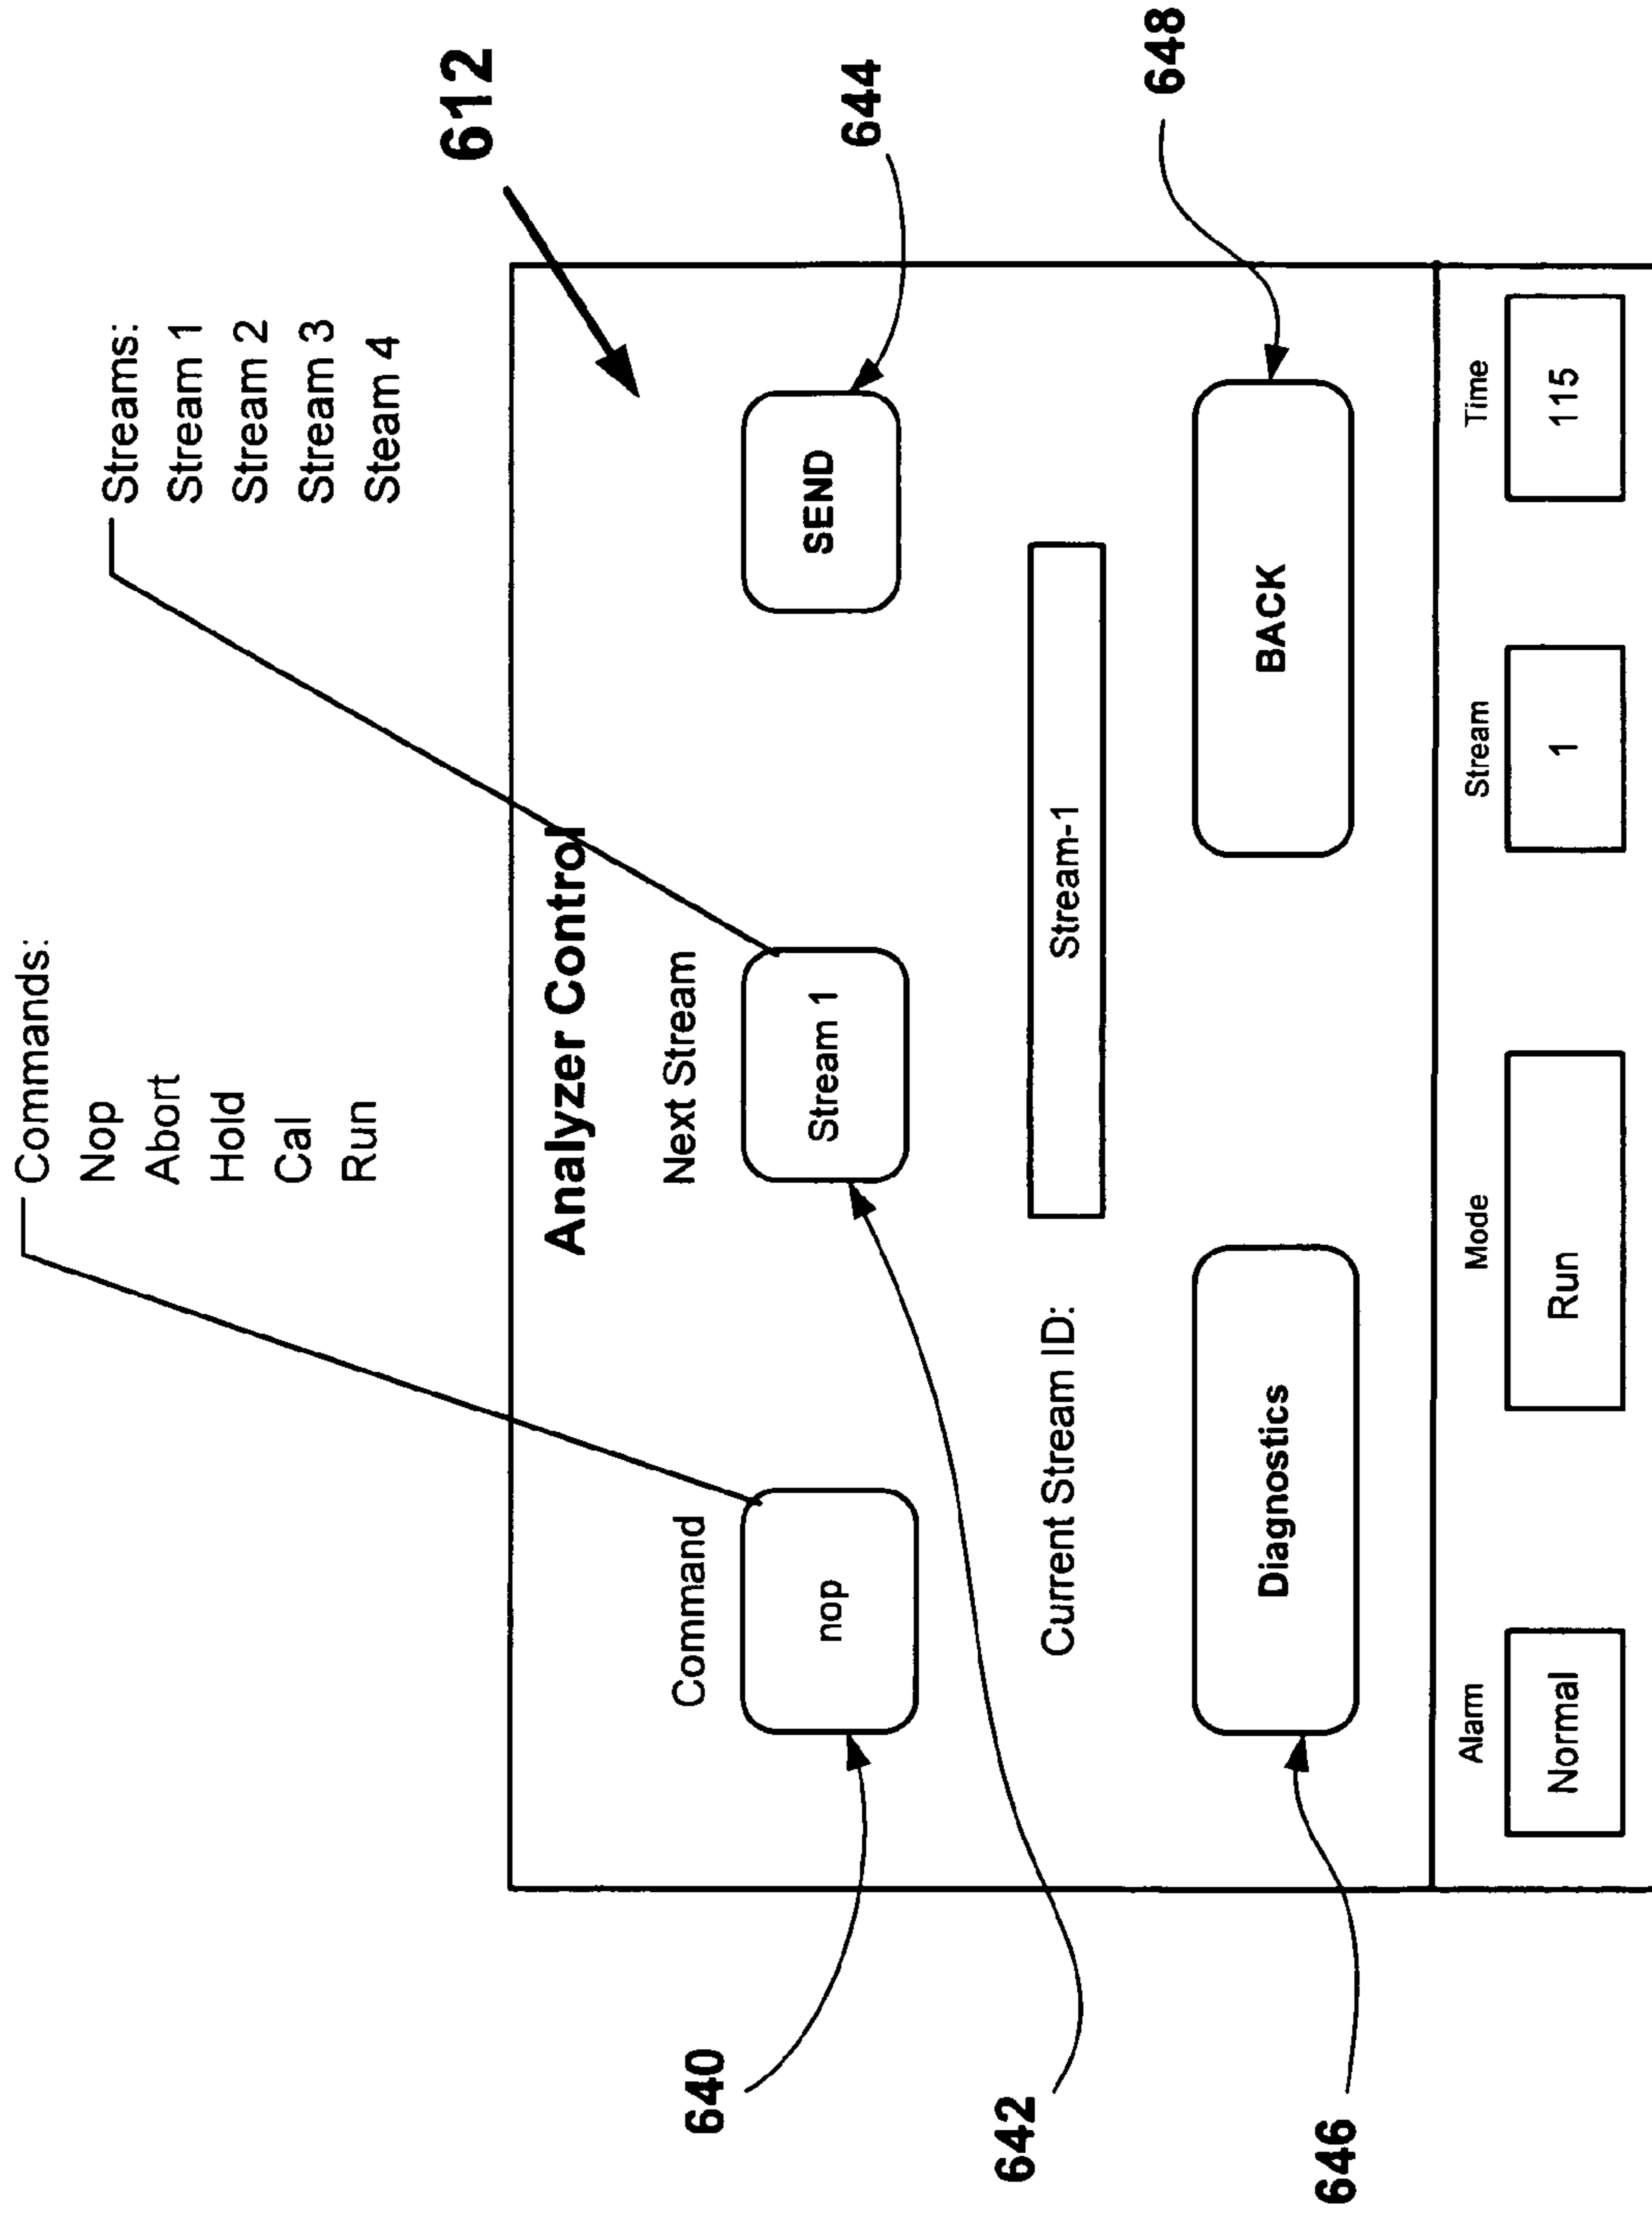 Commands:
Nop
Abort
Hold
Cal
Run
Streams:
Stream 1
Stream 2
Stream 3
Steam 4
612
Analyzer Control
Command
Next Stream
640
nop
Stream 1
SEND
644
642
Current Stream ID:
Stream-1
646
Diagnostics
BACK
648
Alarm
Mode
Stream
Time
Normal
Run
1
115